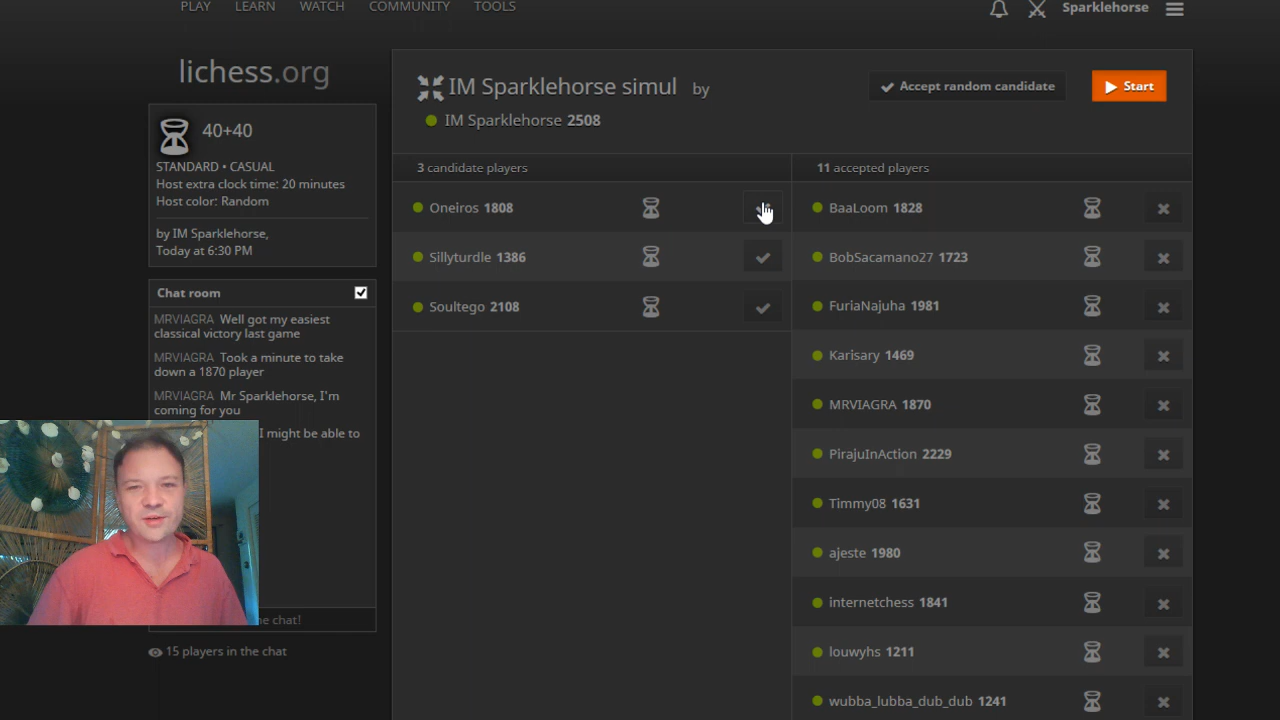 PLAY LEARN WATCH COMMUNITY TOOLS Sparklehorse
lichess.org
40+40
STANDARD • CASUAL
Host extra clock time: 20 minutes
Host color: Random
by IM Sparklehorse,
Today at 6:30 PM
Chat room
MRVIAGRA Well got my easiest
classical victory last game
MRVIAGRA Took a minute to take
down a 1870 player
MRVIAGRA Mr Sparklehorse, I'm
coming for you
I might be able to
he chat!
15 players in the chat
IM Sparklehorse simul by
IM Sparklehorse 2508
Accept random candidate
Start
3 candidate players
Oneiros 1808
Sillyturdle 1386
Soultego 2108
11 accepted players
BaaLoom 1828
BobSacamano27 1723
FuriaNajuha 1981
Karisary 1469
MRVIAGRA 1870
PirajuInAction 2229
Timmy08 1631
ajeste 1980
internetchess 1841
louwyhs 1211
wubba_lubba_dub_dub 1241